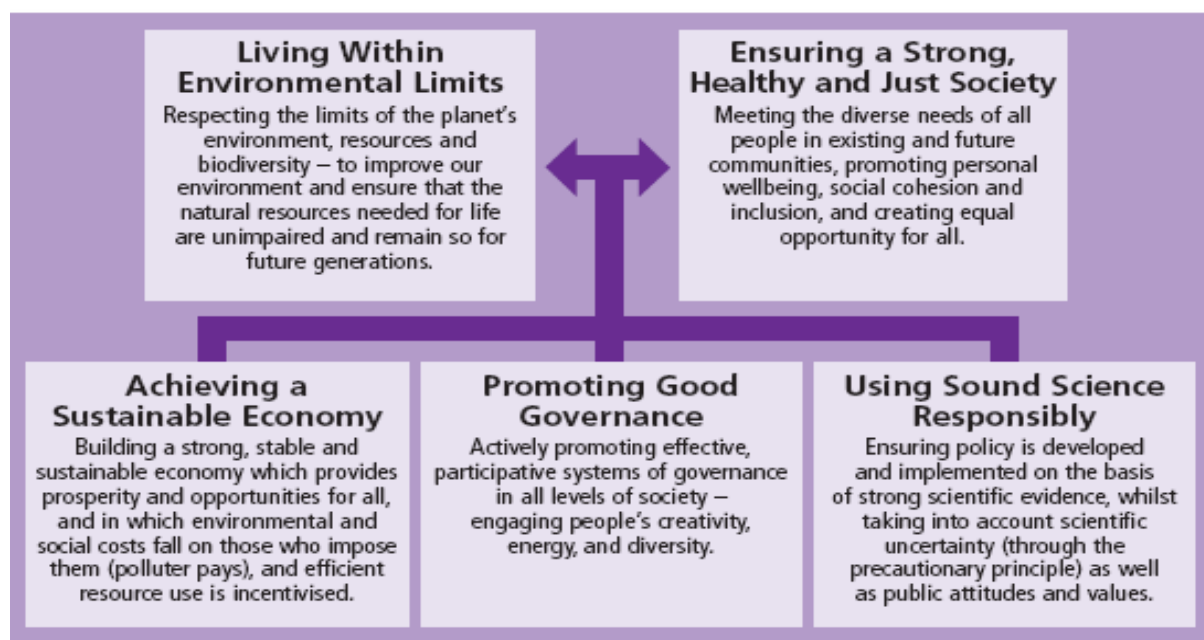 Living Within
Environmental Limits
Respecting the limits of the planet's
environment, resources and
biodiversity – to improve our
environment and ensure that the
natural resources needed for life
are unimpaired and remain so for
future generations.
Ensuring a Strong,
Healthy and Just Society
Meeting the diverse needs of all
people in existing and future
communities, promoting personal
wellbeing, social cohesion and
inclusion, and creating equal
opportunity for all.
Achieving a
Sustainable Economy
Building a strong, stable and
sustainable economy which provides
prosperity and opportunities for all,
and in which environmental and
social costs fall on those who impose
them (polluter pays), and efficient
resource use is incentivised.
Promoting Good
Governance
Actively promoting effective,
participative systems of governance
in all levels of society –
engaging people's creativity,
energy, and diversity.
Using Sound Science
Responsibly
Ensuring policy is developed
and implemented on the basis
of strong scientific evidence, whilst
taking into account scientific
uncertainty (through the
precautionary principle) as well
as public attitudes and values.